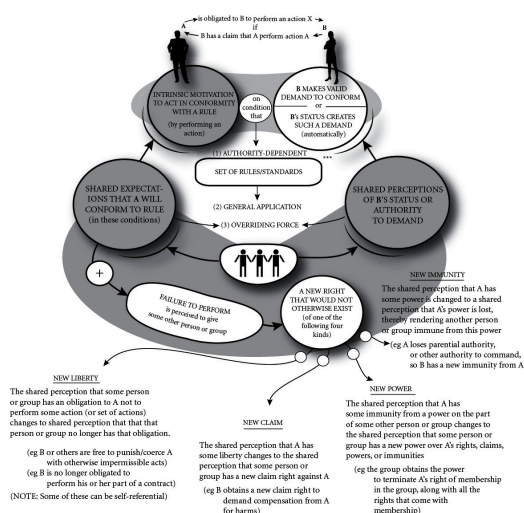 is obligated to B to perform an action X
A
if
B
B has a claim that A perform action A
INTRINSIC MOTIVATION
TO ACT IN CONFORMITY
WITH A RULE
(by performing an
action)
on
condition
that
B MAKES VALID
DEMAND TO CONFORM
or
B'S STATUS CREATES
SUCH A DEMAND
(automatically)
(1) AUTHORITY-DEPENDENT
***
SET OF RULES/STANDARDS
(2) GENERAL APPLICATION
(3) OVERRIDING FORCE
SHARED EXPECTAT-
IONS THAT A WILL
CONFORM TO RULE
(in these conditions)
SHARED PERCEPTIONS
OF B'S STATUS OR
AUTHORITY
TO DEMAND
+
FAILURE TO PERFORM
is perceived to give
some other person or group
A NEW RIGHT
THAT WOULD NOT
OTHERWISE EXIST
(of one of the
following four
kinds)
NEW IMMUNITY
The shared perception that A has
some power is changed to a shared
perception that A's power is lost,
thereby rendering another person
or group immune from this power
(eg A loses parental authority,
or other authority to command,
so B has a new immunity from A
NEW LIBERTY
The shared perception that some person
or group has an obligation to A not to
perform some action (or set of actions)
changes to shared perception that that that
person or group no longer has that obligation.
(eg B or others are free to punish/coerce A
with otherwise impermissible acts)
(eg B is no longer obligated to
perform his or her part of a contract)
(NOTE: Some of these can be self-referential)
NEW CLAIM
The shared perception that A has
some liberty changes to the shared
perception that some person or
group has a new claim right against A
(eg B obtains a new claim right to
demand compensation from A
for harms)
NEW POWER
The shared perception that A has
some immunity from a power on the part
of some other person or group changes to
the shared perception that some person or
group has a new power over A's rights, claims,
powers, or immunities
(eg the group obtains the power
to terminate A's right of membership
in the group, along with all the
rights that come with
membership)